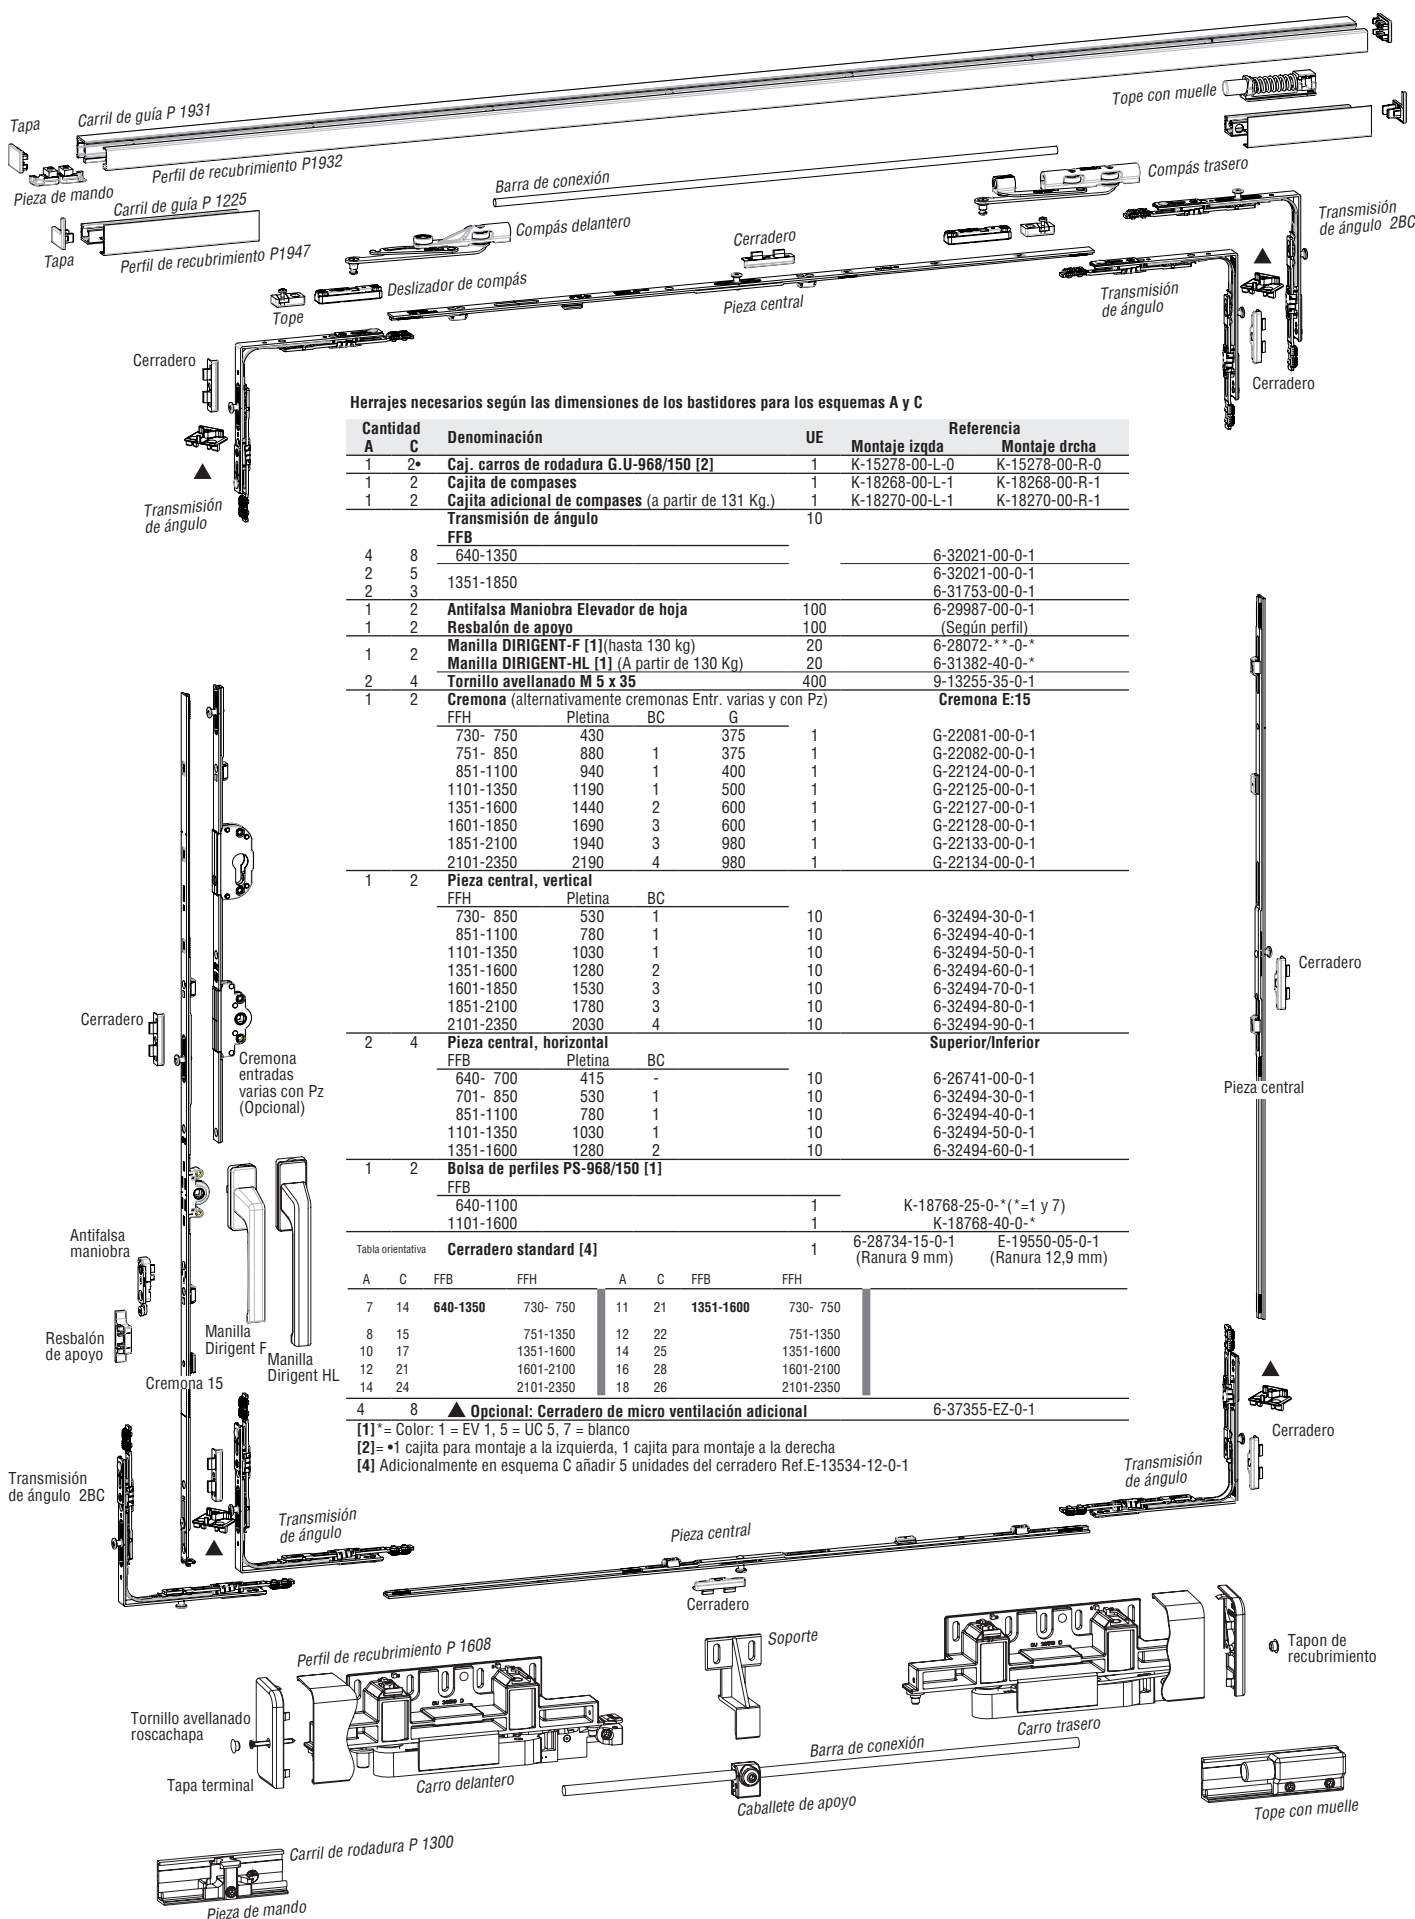 Carril de guía P 1931
Tapa
Perfil de recubrimiento P1932
Pieza de mando
Carril de guía P 1225
Tapa
Perfil de recubrimiento P1947
Tope con muelle
Barra de conexión
Compás trasero
Compás delantero
Cerradero
Transmisión
de ángulo 2BC
Deslizador de compás
Tope
Pieza central
Transmisión
de ángulo
Cerradero
Cerradero
Transmisión
de ángulo
Herrajes necesarios según las dimensiones de los bastidores para los esquemas A y C
Cantidad Denominación UE Referencia
A C Montaje izqda Montaje drcha
1 2• Caj. carros de rodadura G.U-968/150 [2] 1 K-15278-00-L-0 K-15278-00-R-0
1 2 Cajita de compases 1 K-18268-00-L-1 K-18268-00-R-1
1 2 Cajita adicional de compases (a partir de 131 Kg.) 1 K-18270-00-L-1 K-18270-00-R-1
Transmisión de ángulo 10
FFB
4 8 640-1350 6-32021-00-0-1
2 5 1351-1850 6-32021-00-0-1
2 3 6-31753-00-0-1
1 2 Antifalsa Maniobra Elevador de hoja 100 6-29987-00-0-1
1 2 Resbalón de apoyo 100 (Según perfil)
1 2 Manilla DIRIGENT-F [1](hasta 130 kg) 20 6-28072-**-0-*
Manilla DIRIGENT-HL [1] (A partir de 130 Kg) 20 6-31382-40-0-*
2 4 Tornillo avellanado M 5 x 35 400 9-13255-35-0-1
1 2 Cremona (alternativamente cremonas Entr. varias y con Pz) Cremona E:15
FFH Pletina BC G
730- 750 430 375 1 G-22081-00-0-1
751- 850 880 1 375 1 G-22082-00-0-1
851-1100 940 1 400 1 G-22124-00-0-1
1101-1350 1190 1 500 1 G-22125-00-0-1
1351-1600 1440 2 600 1 G-22127-00-0-1
1601-1850 1690 3 600 1 G-22128-00-0-1
1851-2100 1940 3 980 1 G-22133-00-0-1
2101-2350 2190 4 980 1 G-22134-00-0-1
1 2 Pieza central, vertical
FFH Pletina BC
730- 850 530 1 10 6-32494-30-0-1
851-1100 780 1 10 6-32494-40-0-1
1101-1350 1030 1 10 6-32494-50-0-1
1351-1600 1280 2 10 6-32494-60-0-1
1601-1850 1530 3 10 6-32494-70-0-1
1851-2100 1780 3 10 6-32494-80-0-1
2101-2350 2030 4 10 6-32494-90-0-1
2 4 Pieza central, horizontal Superior/Inferior
FFB Pletina BC
640- 700 415 - 10 6-26741-00-0-1
701- 850 530 1 10 6-32494-30-0-1
851-1100 780 1 10 6-32494-40-0-1
1101-1350 1030 1 10 6-32494-50-0-1
1351-1600 1280 2 10 6-32494-60-0-1
1 2 Bolsa de perfiles PS-968/150 [1]
FFB
640-1100 1 K-18768-25-0-*(*=1 y 7)
1101-1600 1 K-18768-40-0-*
Tabla orientativa Cerradero standard [4] 1 6-28734-15-0-1 E-19550-05-0-1
(Ranura 9 mm) (Ranura 12,9 mm)
A C FFB FFH A C FFB FFH
7 14 640-1350 730- 750 11 21 1351-1600 730- 750
8 15 751-1350 12 22 751-1350
10 17 1351-1600 14 25 1351-1600
12 21 1601-2100 16 28 1601-2100
14 24 2101-2350 18 26 2101-2350
4 8 ▲ Opcional: Cerradero de micro ventilación adicional 6-37355-EZ-0-1
[1]*= Color: 1 = EV 1, 5 = UC 5, 7 = blanco
[2]= •1 cajita para montaje a la izquierda, 1 cajita para montaje a la derecha
[4] Adicionalmente en esquema C añadir 5 unidades del cerradero Ref.E-13534-12-0-1
Cerradero
Cremona
entradas
varias con Pz
(Opcional)
Antifalsa
maniobra
Resbalón
de apoyo
Manilla
Dirigent F
Manilla
Dirigent HL
Cremona 15
Cerradero
Pieza central
Cerradero
Transmisión
de ángulo 2BC
Transmisión
de ángulo
Transmisión
de ángulo
Pieza central
Cerradero
Perfil de recubrimiento P 1608
Soporte
Tapon de
recubrimiento
Tornillo avellanado
roscachapa
Tapa terminal
Carro delantero
Carro trasero
Barra de conexión
Caballete de apoyo
Tope con muelle
Carril de rodadura P 1300
Pieza de mando